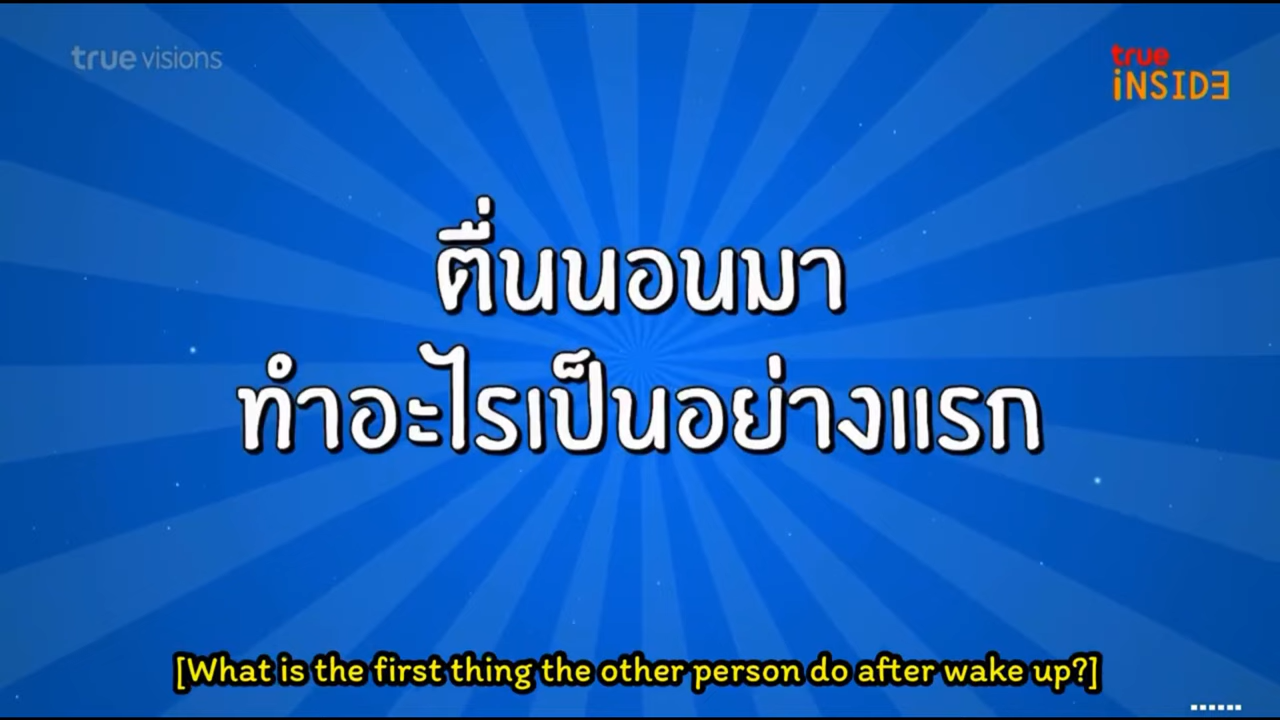 true visions
true
iNSIDE
ตื่นนอนมา
ทำอะไรเป็นอย่างแรก
[What is the first thing the other person do after wake up?]